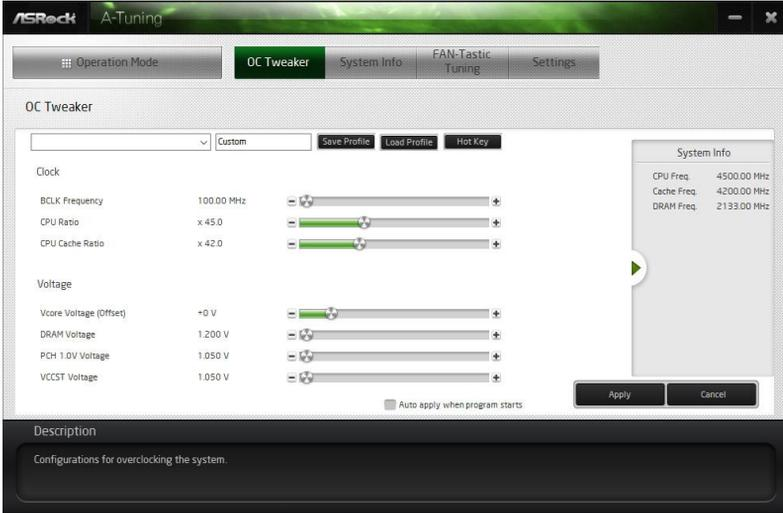 ASRock A-Tuning
Operation Mode OC Tweaker System Info FAN-Tastic Tuning Settings
OC Tweaker
Custom Save Profile Load Profile Hot Key
Clock
BCLK Frequency 100.00 MHz
CPU Ratio x 45.0
CPU Cache Ratio x 42.0
Voltage
Vcore Voltage (Offset) +0 V
DRAM Voltage 1.200 V
PCH 1.0V Voltage 1.050 V
VCCST Voltage 1.050 V
Auto apply when program starts
System Info
CPU Freq. 4500.00 MHz
Cache Freq. 4200.00 MHz
DRAM Freq. 2133.00 MHz
Apply Cancel
Description
Configurations for overclocking the system.